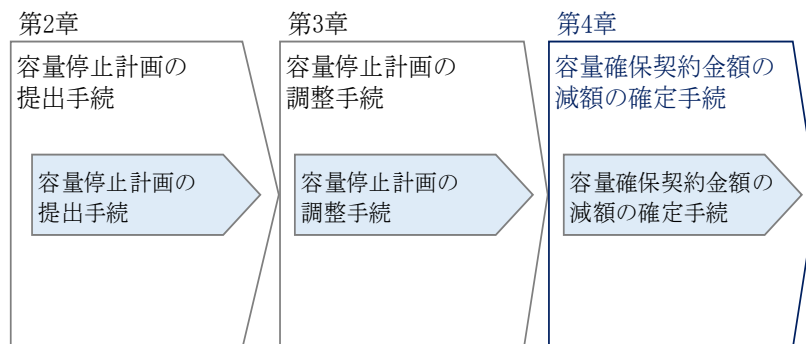 第2章
容量停止計画の
提出手続
容量停止計画の
提出手続
第3章
容量停止計画の
調整手続
容量停止計画の
調整手続
第4章
容量確保契約金額の
減額の確定手続
容量確保契約金額の
減額の確定手続